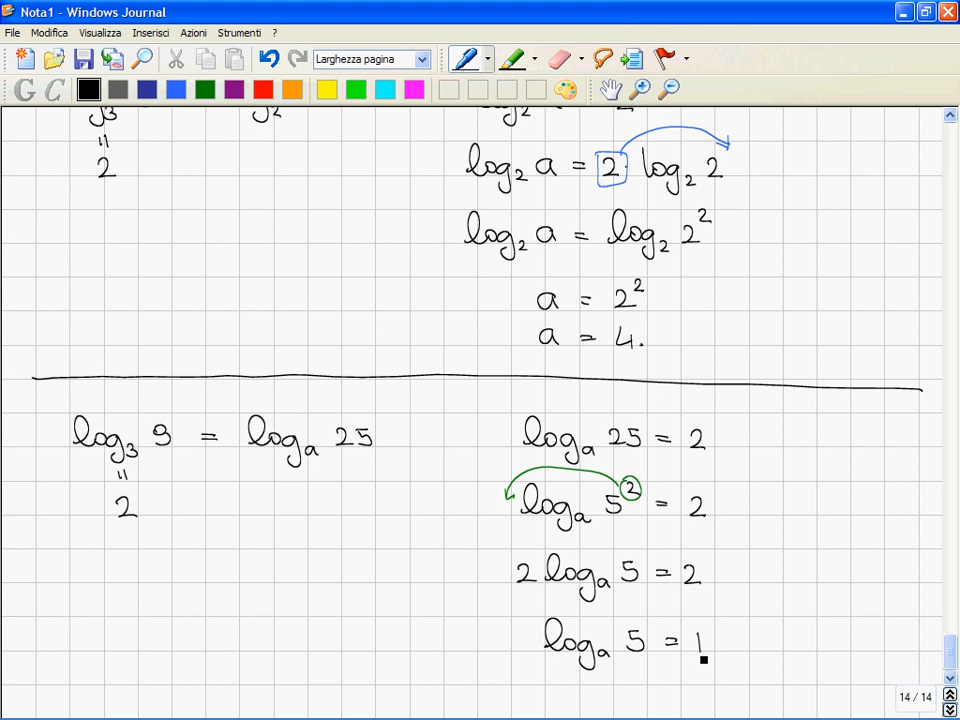 Nota1 - Windows Journal
File Modifica Visualizza Inserisci Azioni Strumenti ?
Larghezza pagina
G C
log₂ a = 2 · log₂ 2
"
2
log₂ a = log₂ 2²
a = 2²
a = 4.
log₃ 9 = logₐ 25
"
2
logₐ 25 = 2
logₐ 5² = 2
2 logₐ 5 = 2
logₐ 5 = 1
14 / 14